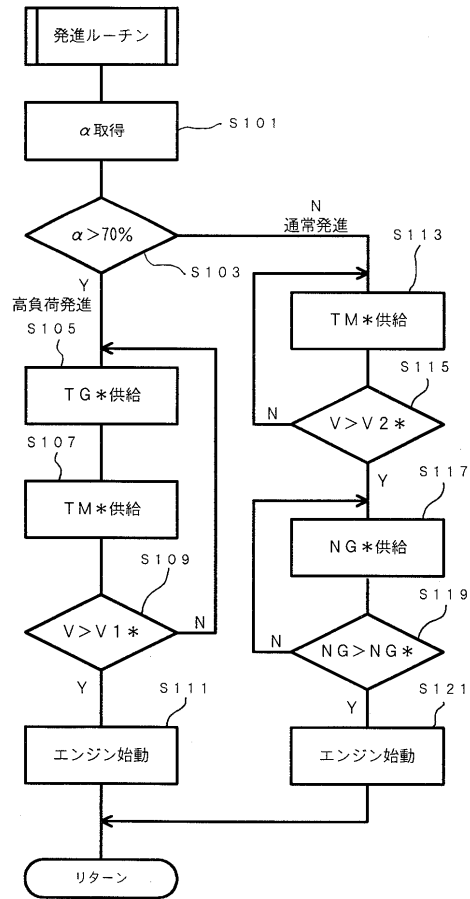 発進ルーチン
α取得
S101
α>70%
S103
N
通常発進
Y
高負荷発進
S105
TG*供給
S107
TM*供給
S109
V>V1*
N
Y
S111
エンジン始動
S113
TM*供給
S115
V>V2*
N
Y
S117
NG*供給
S119
NG>NG*
N
Y
S121
エンジン始動
リターン